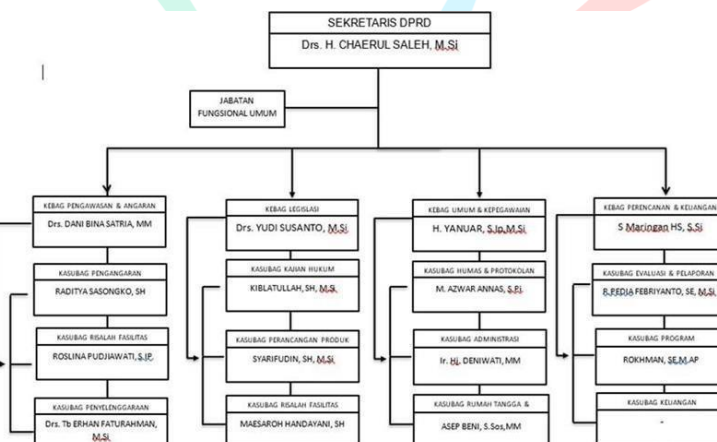 SEKRETARIS DPRD
Drs. H. CHAERUL SALEH, M.Si
JABATAN
FUNGSIONAL UMUM
KEBAG PENGAWASAN & ANGARAN
Drs. DANI BINA SATRIA, MM
KASUBAG PENGANGARAN
RADITYA SASONGKO, SH
KASUBAG RISALAH FASILITAS
ROSLINA PUDJIAWATI, S.IP
KASUBAG PENYELENGGARAAN
Drs. Tb ERHAN FATURAHMAN,
M.Si
KEBAG LEGISLASI
Drs. YUDI SUSANTO, M.Si
KASUBAG KAJIAN HUKUM
KIBLATULLAH, SH, M.Si
KASUBAG PERANCANGAN PRODUK
SYARIFUDIN, SH, M.Si
KASUBAG RISALAH FASILITAS
MAESAROH HANDAYANI, SH
KEBAG UMUM & KEPEGAWAIAN
H. YANUAR, S.Ip,M.Si
KASUBAG HUMAS & PROTOKOLAN
M. AZWAR ANNAS, S.Pi
KASUBAG ADMINISTRASI
Ir. Hj. DENIWATI, MM
KASUBAG RUMAH TANGGA &
ASEP BENI, S.Sos,MM
KEBAG PERENCANAN & KEUANGAN
S Maringan HS, S.Si
KASUBAG EVALUASI & PELAPORAN
R.FEDIA FEBRIYANTO, SE, M.Si
KASUBAG PROGRAM
ROKHMAN, SE,M.AP
KASUBAG KEUANGAN
-